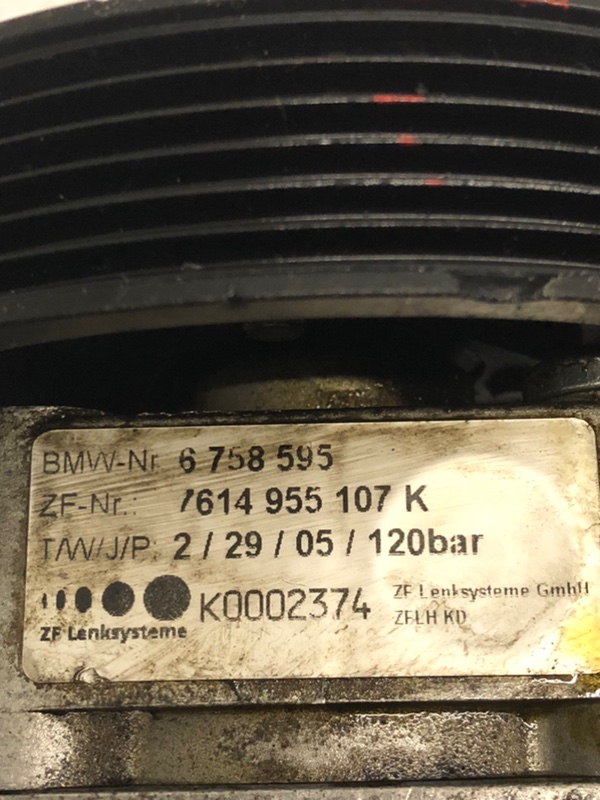 BMW-Nr. 6 758 595
ZF-Nr.: 7614 955 107 K
T/W/J/P: 2 / 29 / 05 / 120bar
K0002374
ZF Lenksysteme
ZF Lenksysteme GmbH
ZFLH KD